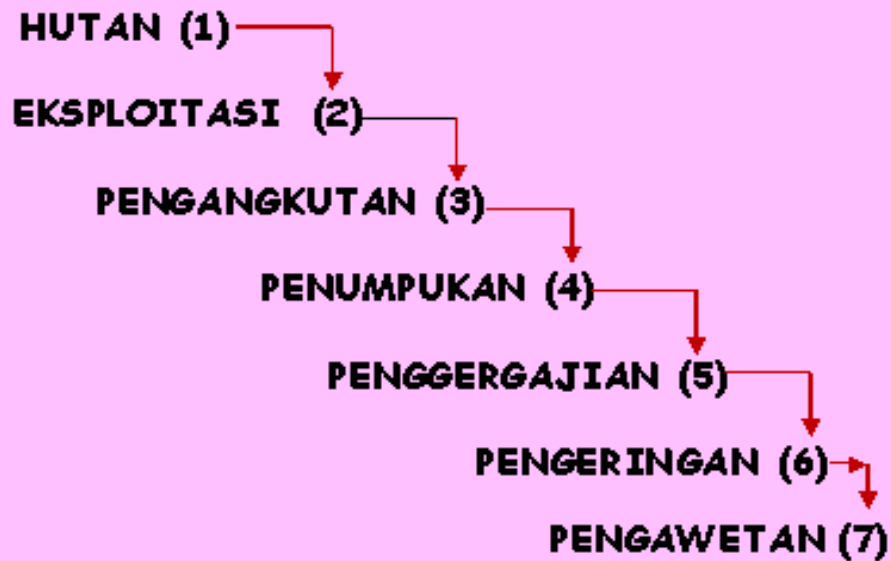 HUTAN (1)
EKSPLOITASI (2)
PENGANGKUTAN (3)
PENUMPUKAN (4)
PENGGERGAJIAN (5)
PENGERINGAN (6)
PENGAWETAN (7)